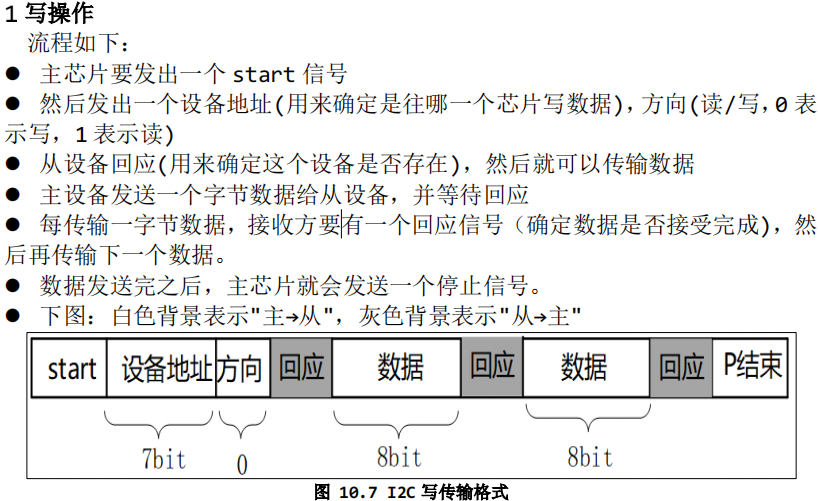 1 写操作
流程如下：
● 主芯片要发出一个 start 信号
● 然后发出一个设备地址(用来确定是往哪一个芯片写数据)，方向(读/写，0 表
示写，1 表示读)
● 从设备回应(用来确定这个设备是否存在)，然后就可以传输数据
● 主设备发送一个字节数据给从设备，并等待回应
● 每传输一字节数据，接收方要有一个回应信号（确定数据是否接受完成)，然
后再传输下一个数据。
● 数据发送完之后，主芯片就会发送一个停止信号。
● 下图：白色背景表示"主→从"，灰色背景表示"从→主"
start 设备地址 方向 回应 数据 回应 数据 回应 P结束
7bit 0 8bit 8bit
图 10.7 I2C 写传输格式